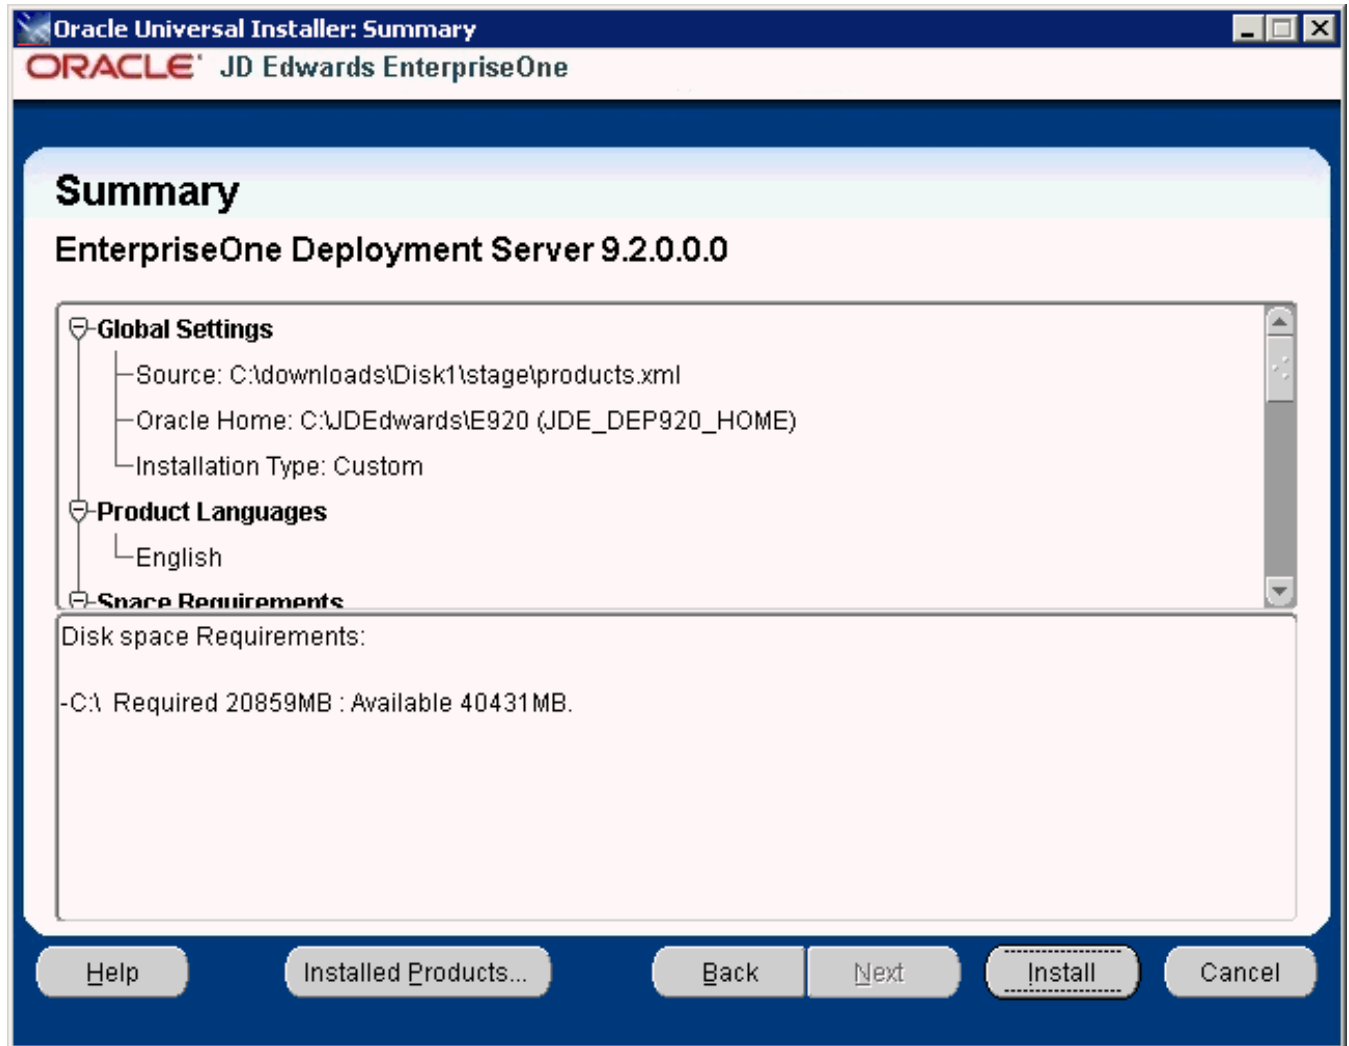 Oracle Universal Installer: Summary
ORACLE JD Edwards EnterpriseOne
Summary
EnterpriseOne Deployment Server 9.2.0.0.0
Global Settings
Source: C:\downloads\Disk1\stage\products.xml
Oracle Home: C:\JDEdwards\E920 (JDE_DEP920_HOME)
Installation Type: Custom
Product Languages
English
Space Requirements
Disk space Requirements:
-C:\ Required 20859MB : Available 40431MB.
Help Installed Products... Back Next Install Cancel